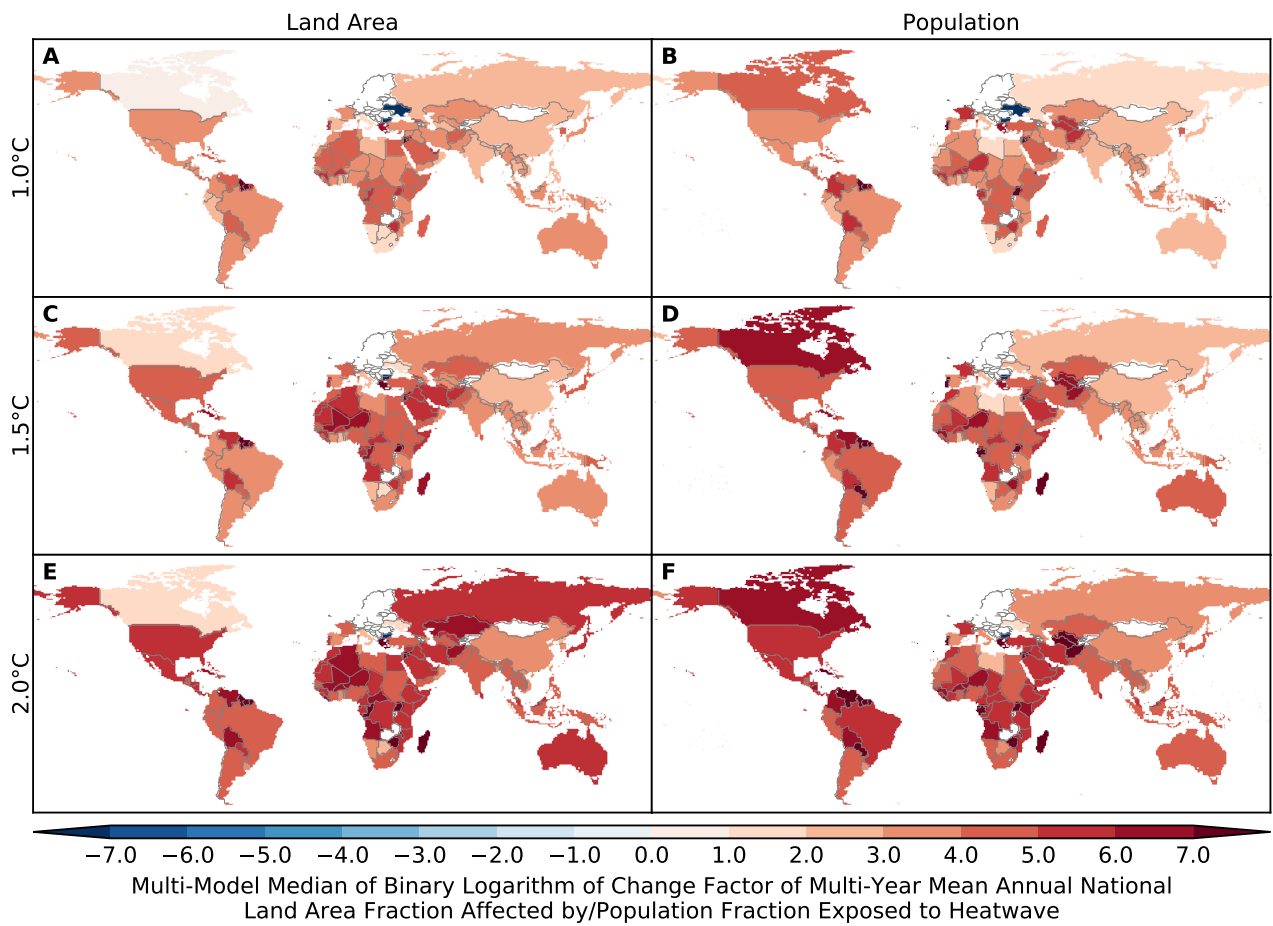 Land Area
Population
A
B
1.0°C
C
D
1.5°C
E
F
2.0°C
−7.0 −6.0 −5.0 −4.0 −3.0 −2.0 −1.0 0.0 1.0 2.0 3.0 4.0 5.0 6.0 7.0
Multi-Model Median of Binary Logarithm of Change Factor of Multi-Year Mean Annual National
Land Area Fraction Affected by/Population Fraction Exposed to Heatwave